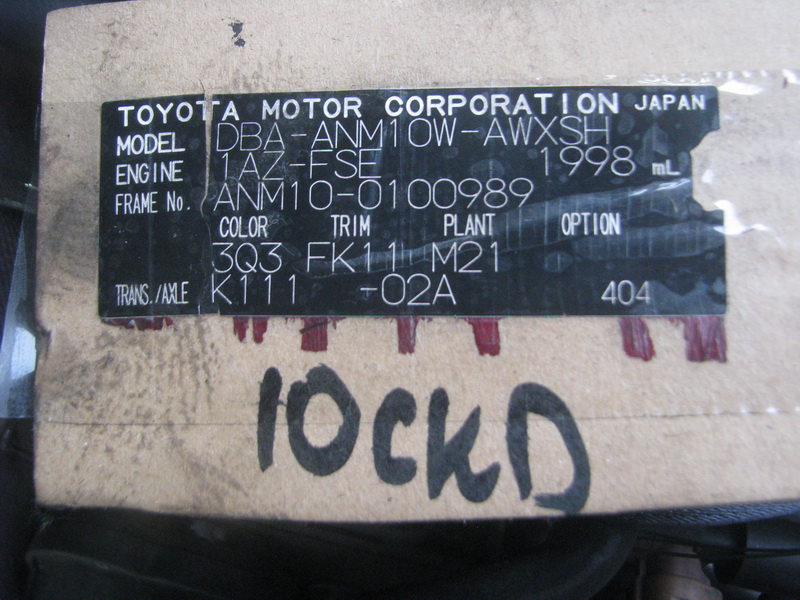 TOYOTA MOTOR CORPORATION JAPAN
MODEL DBA-ANM10W-AWXSH
ENGINE 1AZ-FSE 1998 mL
FRAME No. ANM10-0100989
COLOR TRIM PLANT OPTION
3Q3 FK11 M21
TRANS./AXLE K111 -02A 404
10CKD